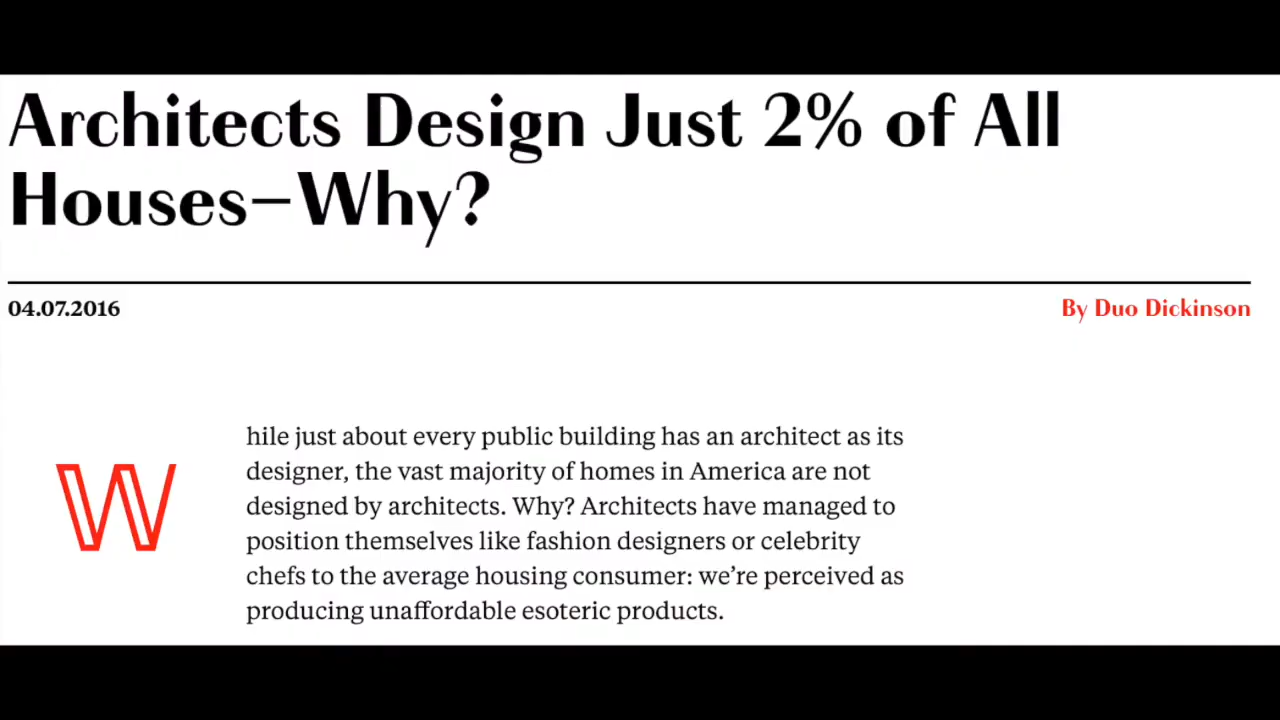 Architects Design Just 2% of All
Houses—Why?
04.07.2016
By Duo Dickinson
While just about every public building has an architect as its
designer, the vast majority of homes in America are not
designed by architects. Why? Architects have managed to
position themselves like fashion designers or celebrity
chefs to the average housing consumer: we’re perceived as
producing unaffordable esoteric products.